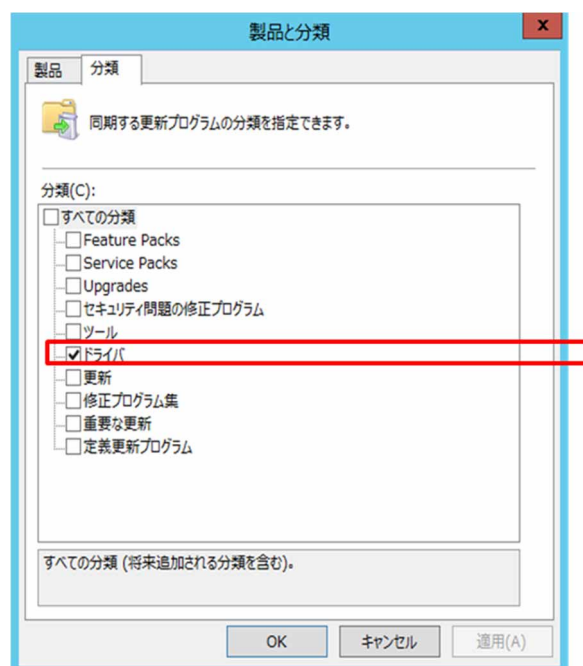 製品と分類
x
製品 分類
同期する更新プログラムの分類を指定できます。
分類(C):
すべての分類
Feature Packs
Service Packs
Upgrades
セキュリティ問題の修正プログラム
ツール
ドライバ
更新
修正プログラム集
重要な更新
定義更新プログラム
すべての分類 (将来追加される分類を含む)。
OK キャンセル 適用(A)